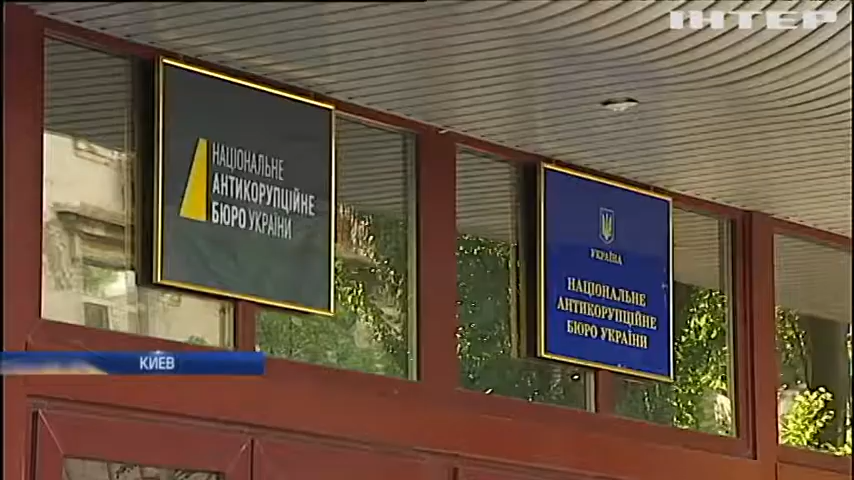 ІНТЕР
НАЦІОНАЛЬНЕ
АНТИКОРУПЦІЙНЕ
БЮРО УКРАЇНИ
УКРАЇНА
НАЦІОНАЛЬНЕ
АНТИКОРУПЦІЙНЕ
БЮРО УКРАЇНИ
КИЕВ